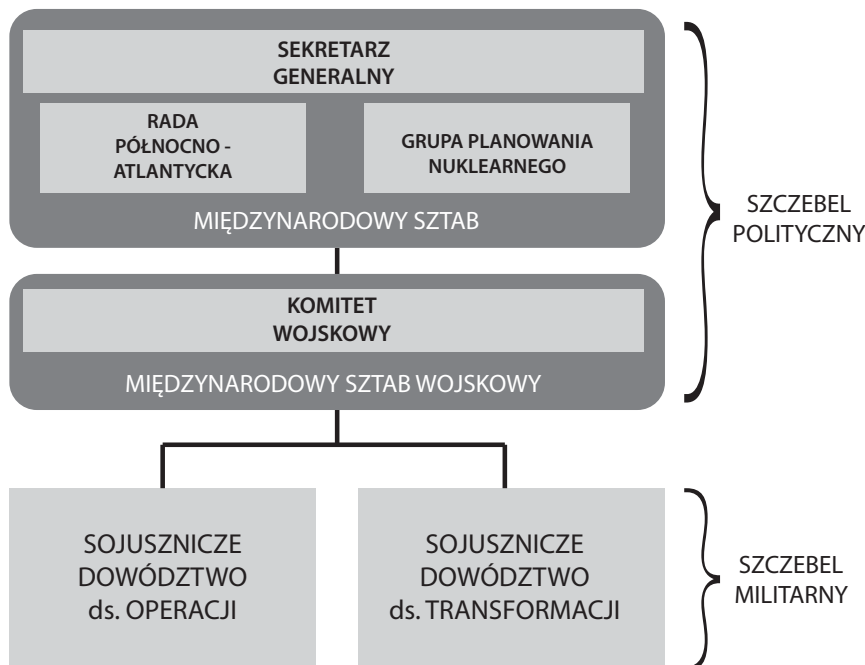 SEKRETARZ
GENERALNY
RADA
PÓŁNOCNO -
ATLANTYCKA
GRUPA PLANOWANIA
NUKLEARNEGO
MIĘDZYNARODOWY SZTAB
SZCZEBEL
POLITYCZNY
KOMITET
WOJSKOWY
MIĘDZYNARODOWY SZTAB WOJSKOWY
SOJUSZNICZE
DOWÓDZTWO
ds. OPERACJI
SOJUSZNICZE
DOWÓDZTWO
ds. TRANSFORMACJI
SZCZEBEL
MILITARNY